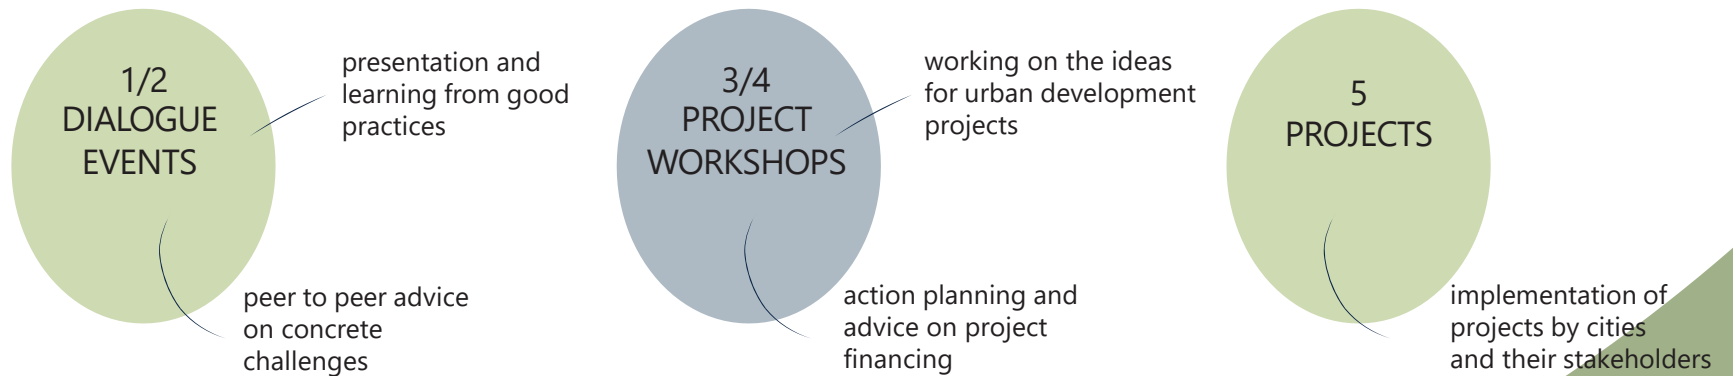 1/2
DIALOGUE
EVENTS
presentation and
learning from good
practices
peer to peer advice
on concrete
challenges
3/4
PROJECT
WORKSHOPS
working on the ideas
for urban development
projects
action planning and
advice on project
financing
5
PROJECTS
implementation of
projects by cities
and their stakeholders